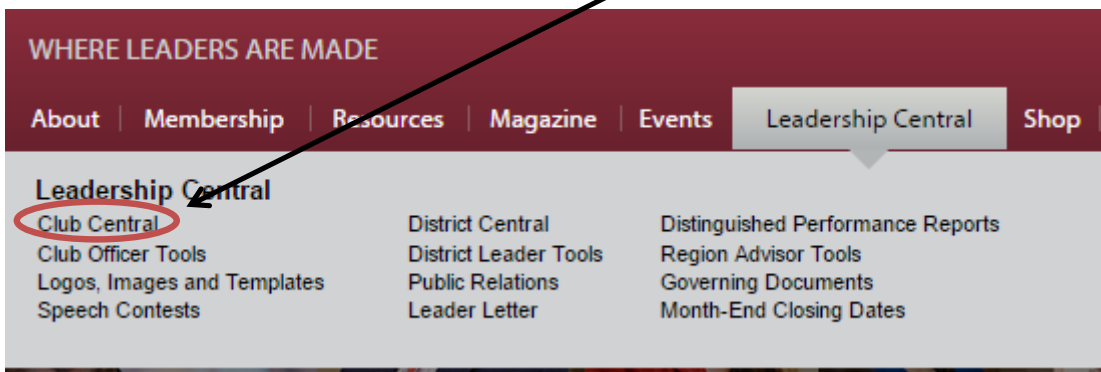 WHERE LEADERS ARE MADE
About Membership Resources Magazine Events Leadership Central Shop
Leadership Central
Club Central District Central Distinguished Performance Reports
Club Officer Tools District Leader Tools Region Advisor Tools
Logos, Images and Templates Public Relations Governing Documents
Speech Contests Leader Letter Month-End Closing Dates